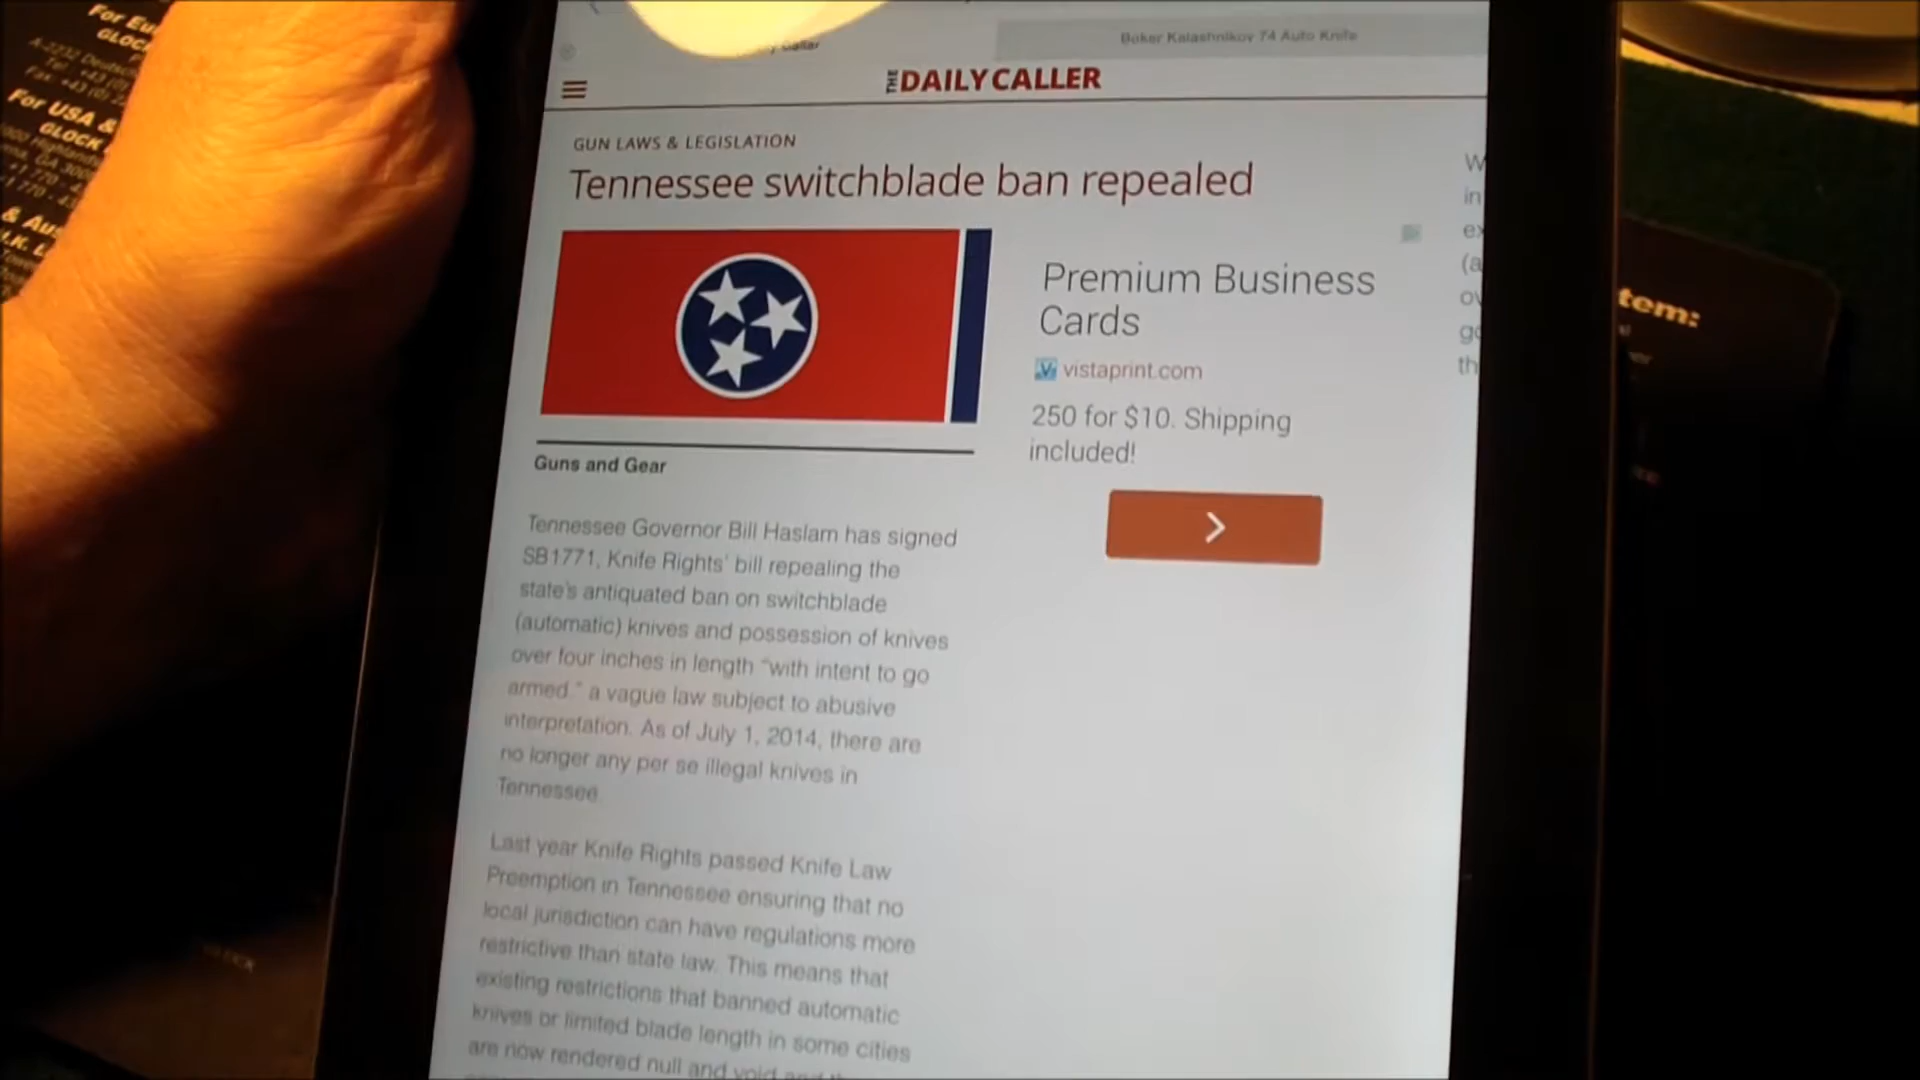 For USA &
GLOCK
Boker Kalashnikov 74 Auto Knife
THE DAILY CALLER
GUN LAWS & LEGISLATION
Tennessee switchblade ban repealed
Premium Business
Cards
vistaprint.com
250 for $10. Shipping
included!
Guns and Gear
Tennessee Governor Bill Haslam has signed
SB1771, Knife Rights' bill repealing the
state's antiquated ban on switchblade
(automatic) knives and possession of knives
over four inches in length "with intent to go
armed." a vague law subject to abusive
interpretation. As of July 1, 2014, there are
no longer any per se illegal knives in
Tennessee
Last year Knife Rights passed Knife Law
Preemption in Tennessee ensuring that no
local jurisdiction can have regulations more
restrictive than state law. This means that
existing restrictions that banned automatic
knives or limited blade length in some cities
are now rendered null and void and
tem: